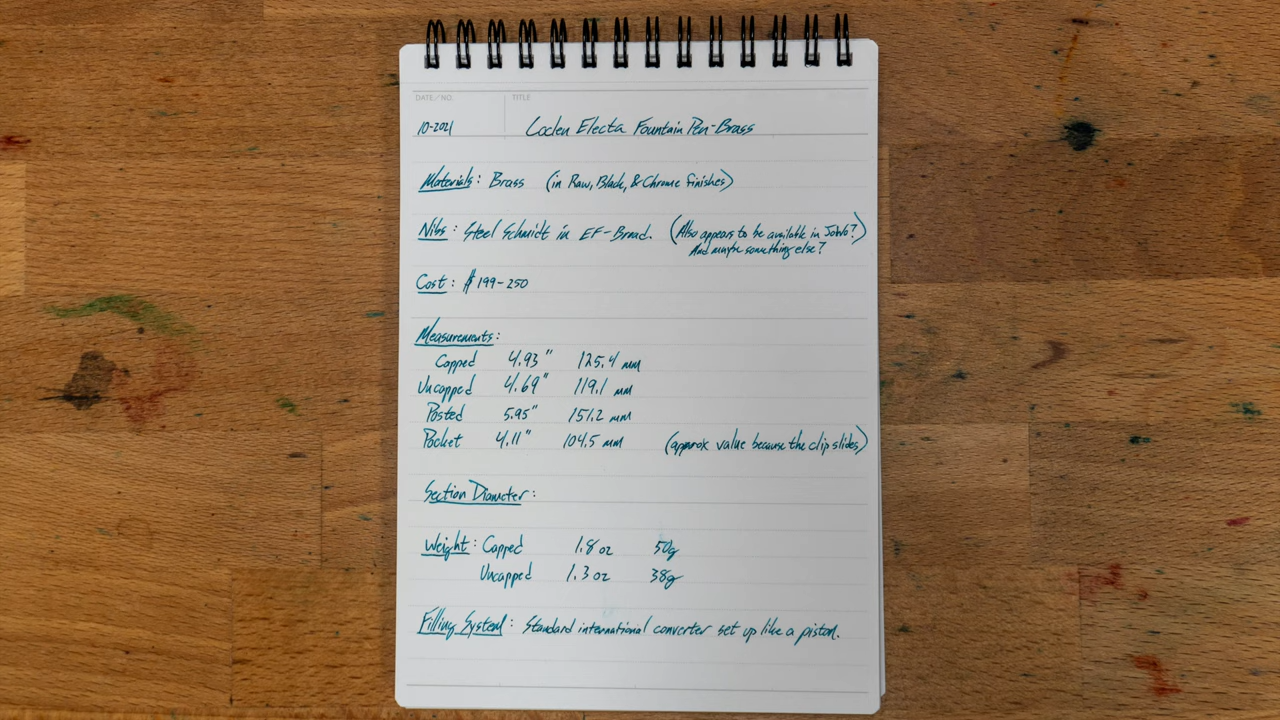 DATE/NO.
TITLE
10-2021
Loclen Electa Fountain Pen-Brass
Materials: Brass (in Raw, Black, & Chrome finishes)
Nibs: Steel Schmidt in EF-Broad. (Also appears to be available in JoWo?)
And maybe something else?
Cost: $199-250
Measurements:
Capped 4.93" 125.4 mm
Uncapped 4.69" 119.1 mm
Posted 5.95" 151.2 mm
Pocket 4.11" 104.5 mm (approx value because the clip slides)
Section Diameter:
Weight: Capped 1.8 oz 50g
Uncapped 1.3 oz 38g
Filling System: Standard international converter set up like a piston.